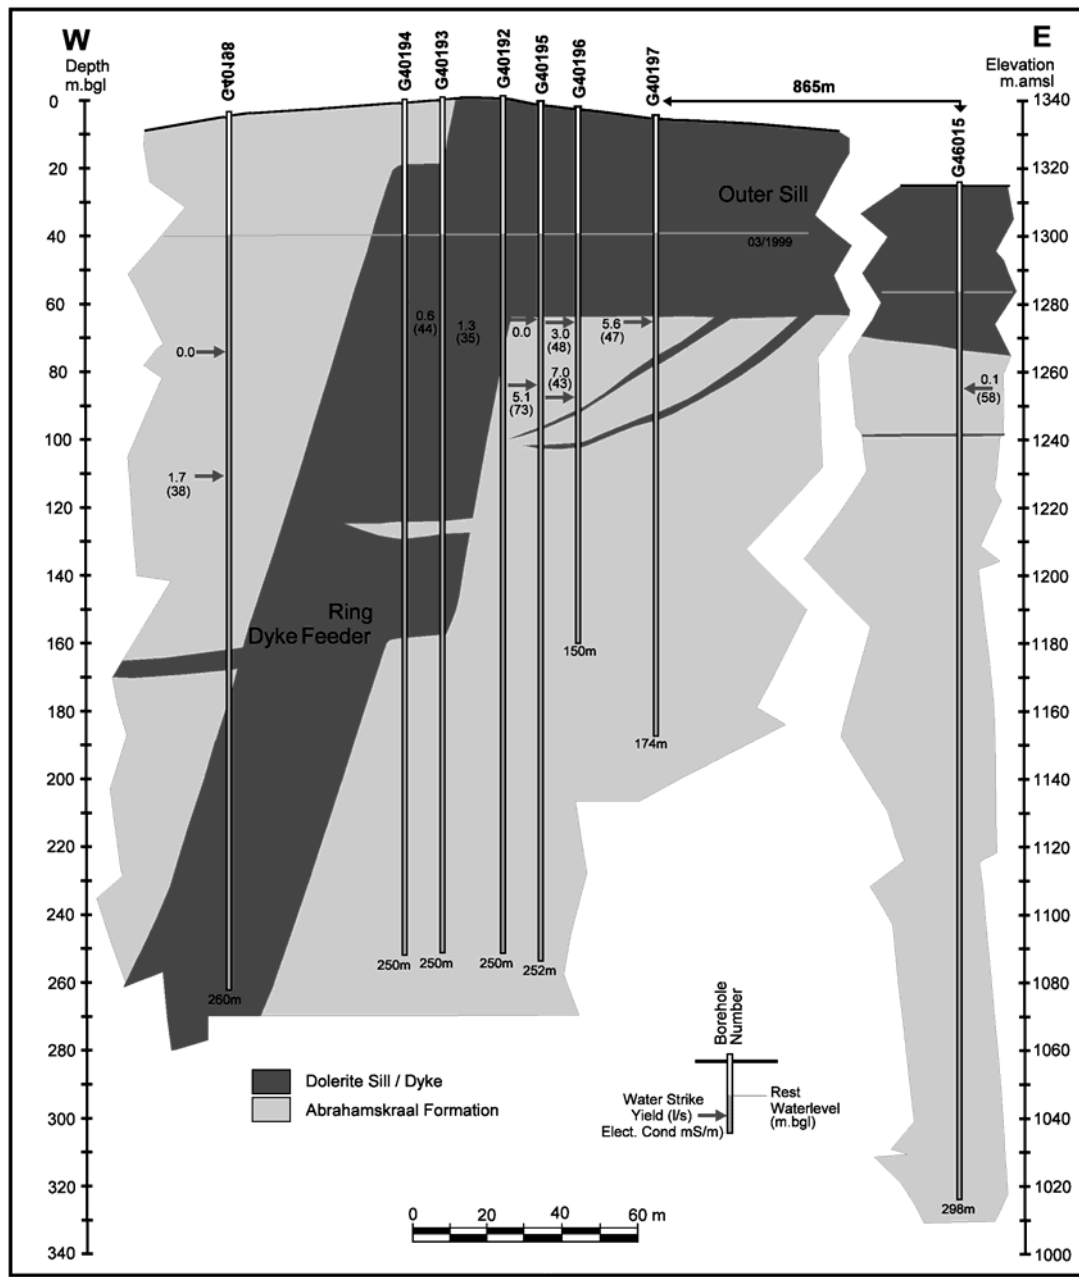 W
E
Depth
m.bgl
Elevation
m.amsl
G40194
G40193
G40192
G40195
G40196
G40197
G46015
865m
0
20
40
60
80
100
120
140
160
180
200
220
240
260
280
300
320
340
1340
1320
1300
1280
1260
1240
1220
1200
1180
1160
1140
1120
1100
1080
1060
1040
1020
1000
Outer Sill
03/1999
0.6
(44)
1.3
(35)
0.0
3.0
(48)
5.6
(47)
0.0
7.0
(43)
5.1
(73)
0.1
(58)
1.7
(38)
Ring
Dyke Feeder
150m
174m
250m
250m
250m
252m
260m
298m
Borehole
Number
Dolerite Sill / Dyke
Abrahamskraal Formation
Water Strike
Yield (l/s)
Elect. Cond mS/m)
Rest
Waterlevel
(m.bgl)
0 20 40 60 m